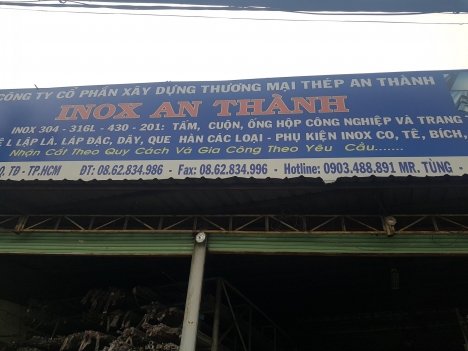 CÔNG TY CỔ PHẦN XÂY DỰNG THƯƠNG MẠI THÉP AN THÀNH
INOX AN THÀNH
INOX 304 - 316L - 430 - 201: TẤM, CUỘN, ỐNG HỘP CÔNG NGHIỆP VÀ TRANG
L LẬP LÀ. LÁP ĐẶC, DÂY, QUE HÀN CÁC LOẠI - PHỤ KIỆN INOX CO, TÊ, BÍCH,
Nhận Cắt Theo Quy Cách Và Gia Công Theo Yêu Cầu.......
Q, TĐ - TP.HCM ĐT: 08.62.834.986 - Fax: 08.62.834.996 - Hotline: 0903.488.891 MR. TÙNG -